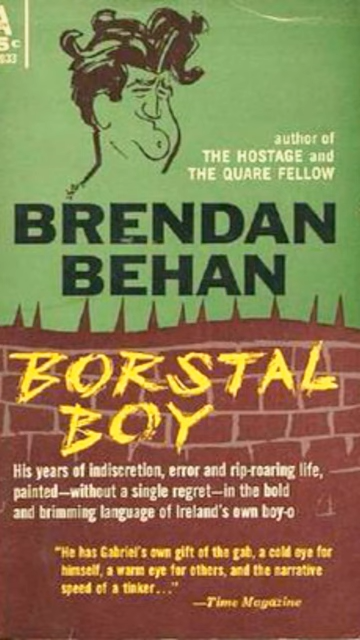 A
5c
author of
THE HOSTAGE and
THE QUARE FELLOW
BRENDAN
BEHAN
BORSTAL
BOY
His years of indiscretion, error and rip-roaring life,
painted—without a single regret—in the bold
and brimming language of Ireland's own boy-o
"He has Gabriel's own gift of the gab, a cold eye for
himself, a warm eye for others, and the narrative
speed of a tinker..."
—Time Magazine